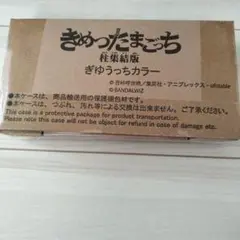 きめつたまごっち
柱集結版
ぎゆうっちカラー
©吾峠呼世晴／集英社・アニプレックス・ufotable
©BANDAI,WiZ
●本ケースは、商品輸送用の保護梱包材です。
●本ケースは、つぶれ、汚れ等による交換は出来ません。ご了承ください。
This case is a protective package for product transportation.
Please note this case will not be object for refund in case of damage etc.